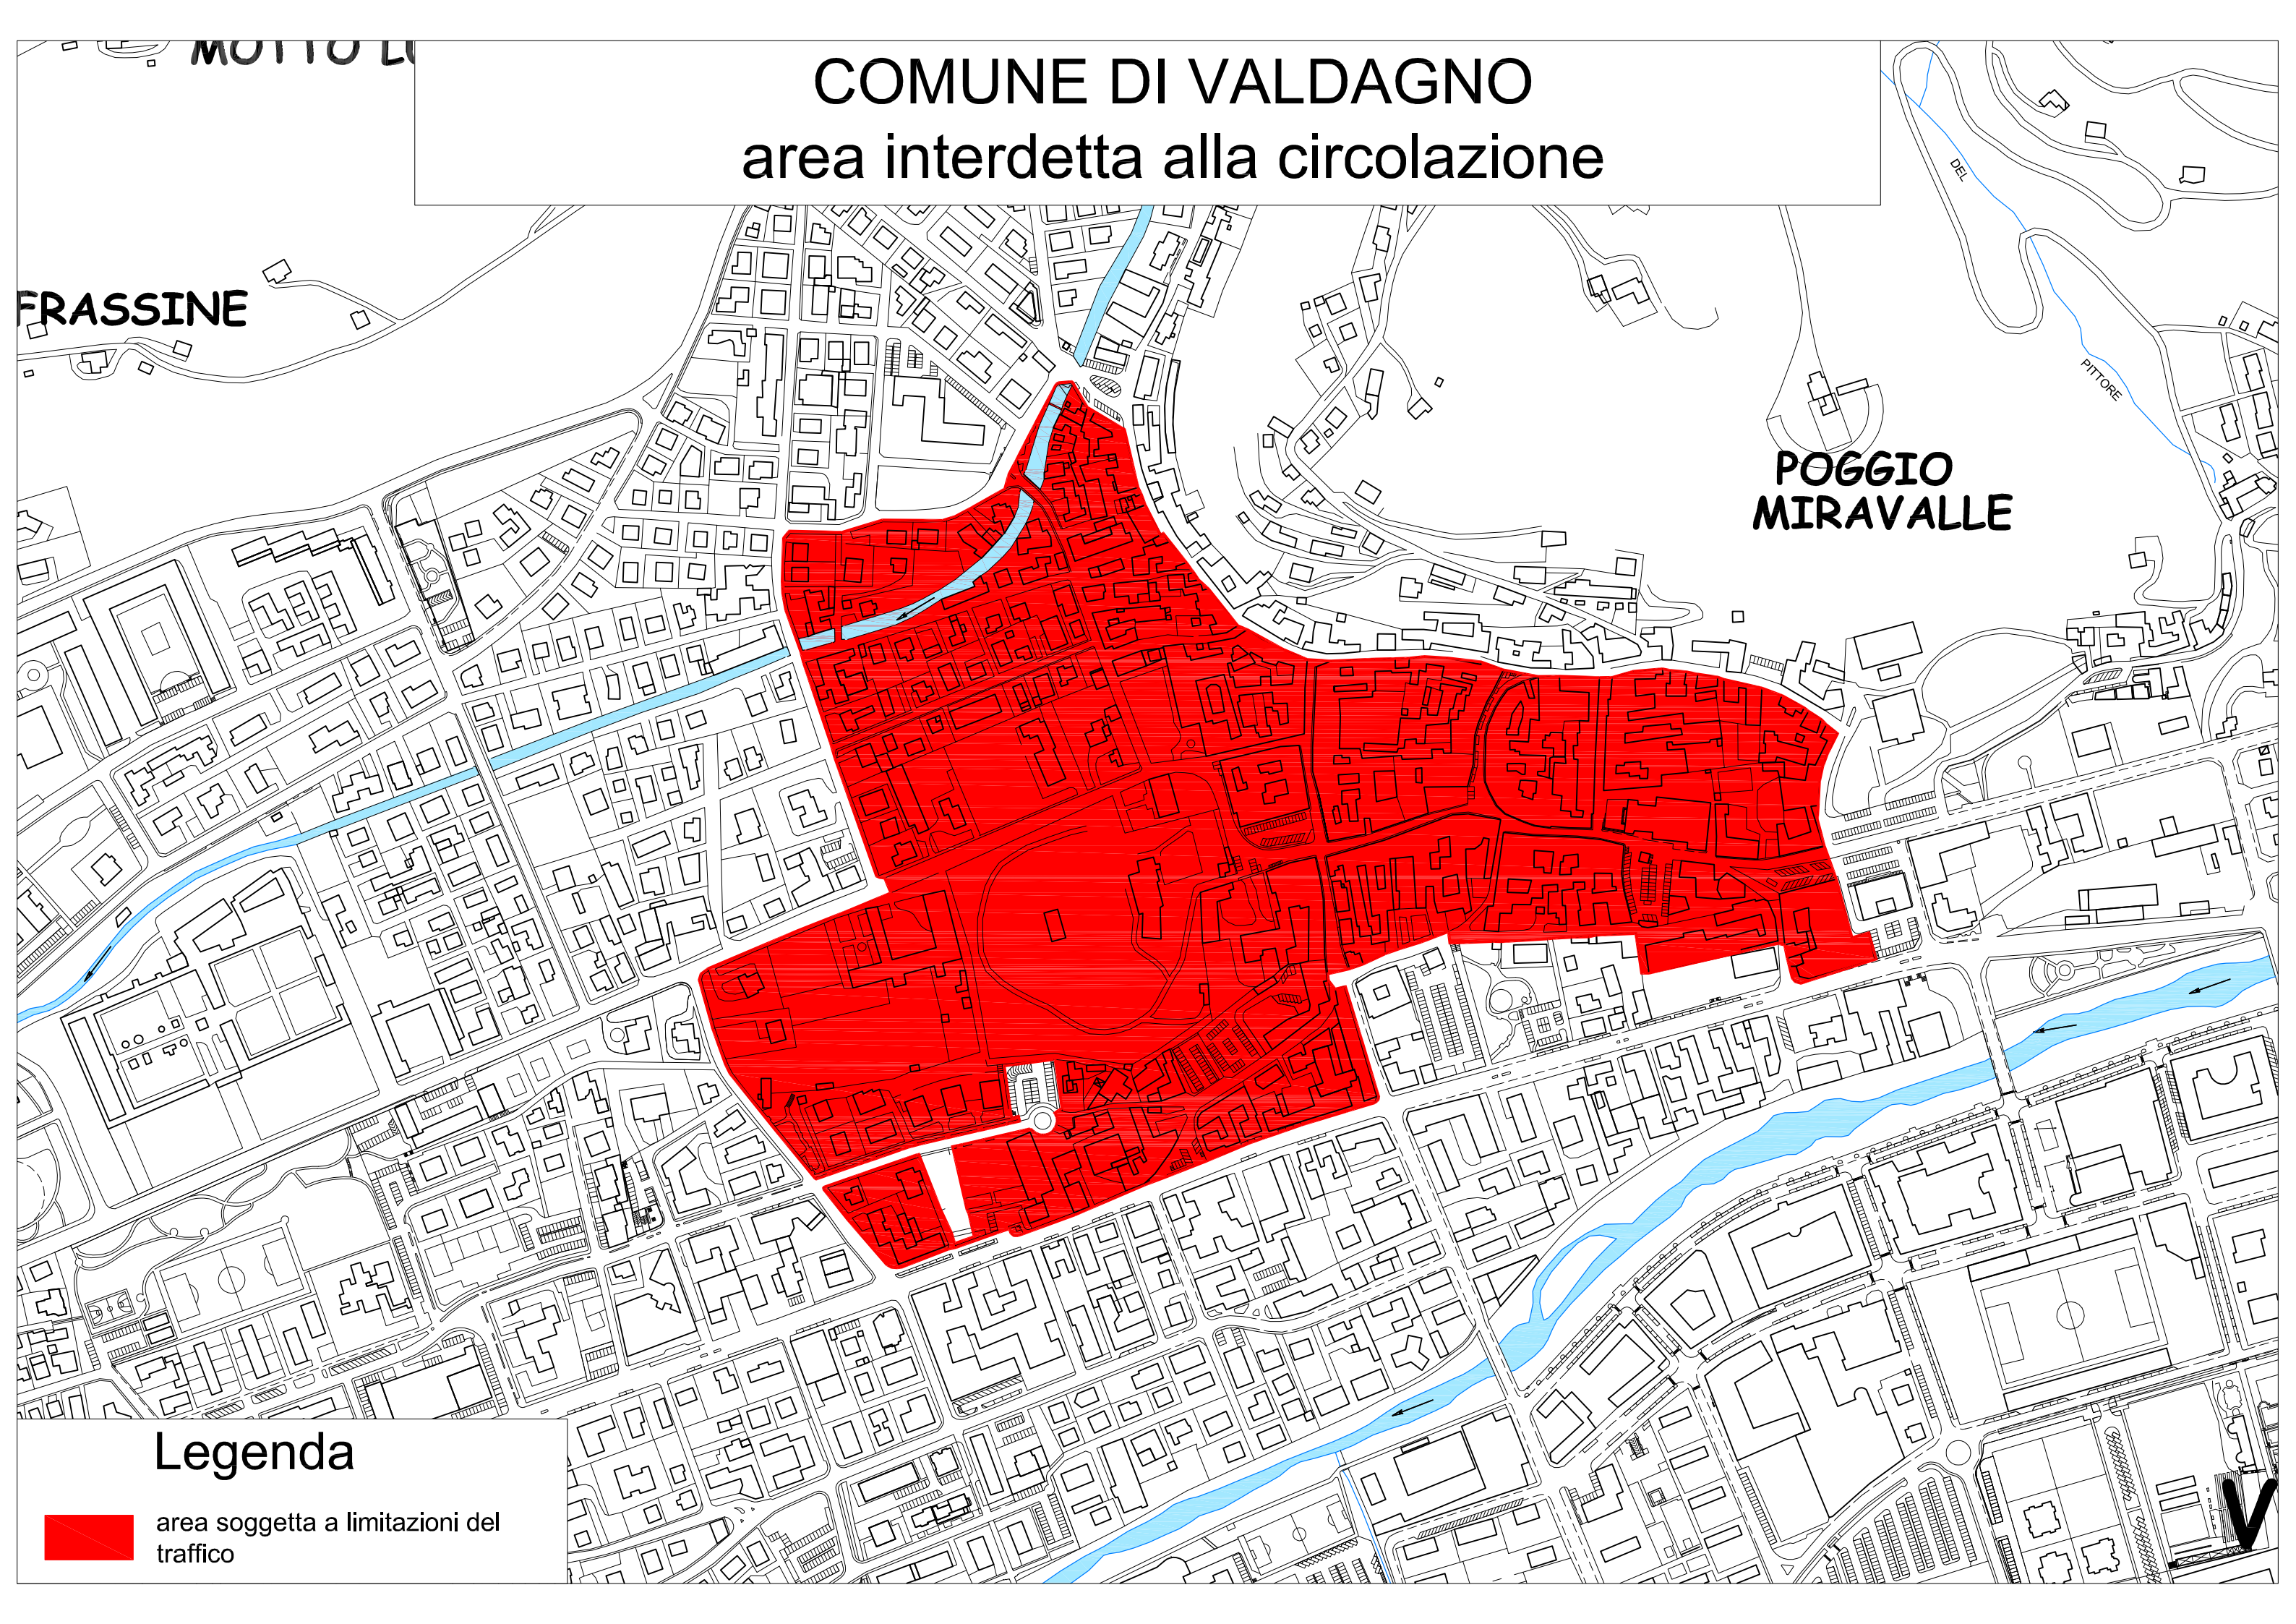 COMUNE DI VALDAGNO
area interdetta alla circolazione
FRASSINE
DEL
PITTORE
POGGIO
MIRAVALLE
Legenda
area soggetta a limitazioni del
traffico
V